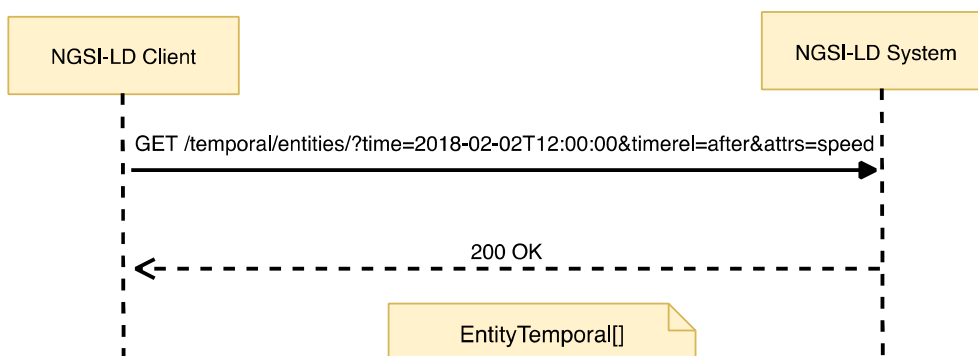 NGSI-LD Client
NGSI-LD System
GET /temporal/entities/?time=2018-02-02T12:00:00&timerel=after&attrs=speed
200 OK
EntityTemporal[]